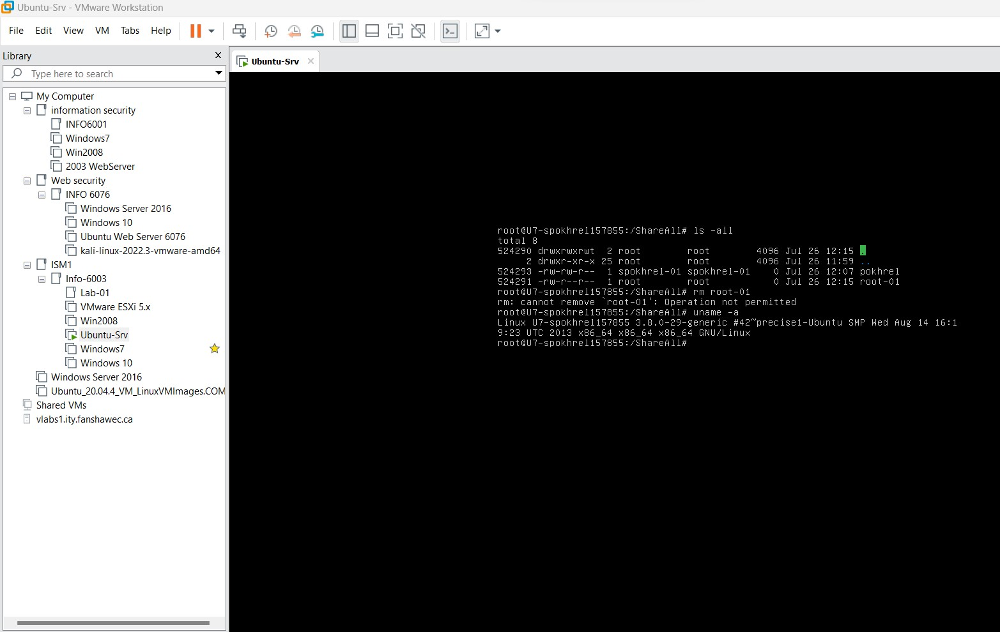 Ubuntu-Srv - VMware Workstation
File Edit View VM Tabs Help
Library
Type here to search
My Computer
information security
INFO6001
Windows7
Win2008
2003 WebServer
Web security
INFO 6076
Windows Server 2016
Windows 10
Ubuntu Web Server 6076
kali-linux-2022.3-vmware-amd64
ISM1
Info-6003
Lab-01
VMware ESXi 5.x
Win2008
Ubuntu-Srv
Windows7
Windows 10
Windows Server 2016
Ubuntu_20.04.4_VM_LinuxVMImages.COM
Shared VMs
vlabs1.ity.fanshawec.ca
Ubuntu-Srv
root@U7-spokhrel157855:/ShareAll# ls -ail
total 8
524290 drwxrwxrwt  2 root        root        4096 Jul 26 12:15 .
     2 drwxr-xr-x 25 root        root        4096 Jul 26 11:59 ..
524293 -rw-rw-r--  1 spokhrel-01 spokhrel-01    0 Jul 26 12:07 pokhrel
524291 -rw-r--r--  1 root        root           0 Jul 26 12:15 root-01
root@U7-spokhrel157855:/ShareAll# rm root-01
rm: cannot remove `root-01': Operation not permitted
root@U7-spokhrel157855:/ShareAll# uname -a
Linux U7-spokhrel157855 3.8.0-29-generic #42~precise1-Ubuntu SMP Wed Aug 14 16:1
9:23 UTC 2013 x86_64 x86_64 x86_64 GNU/Linux
root@U7-spokhrel157855:/ShareAll#